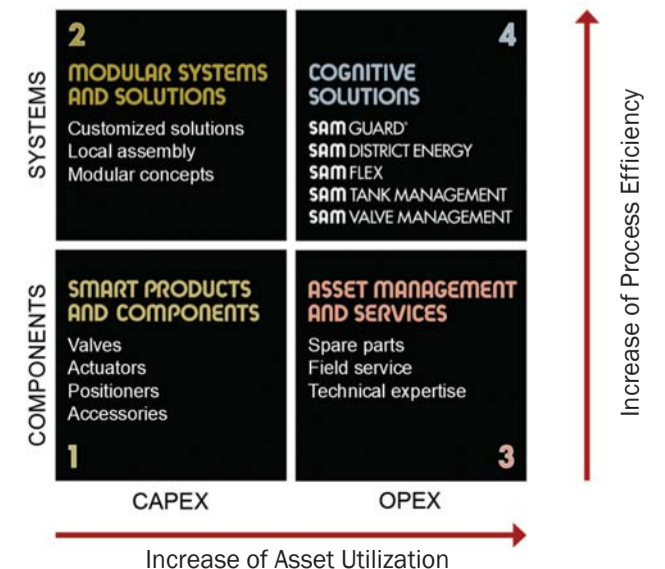 SYSTEMS
2
MODULAR SYSTEMS
AND SOLUTIONS
Customized solutions
Local assembly
Modular concepts
4
COGNITIVE
SOLUTIONS
SAM GUARD®
SAM DISTRICT ENERGY
SAM FLEX
SAM TANK MANAGEMENT
SAM VALVE MANAGEMENT
COMPONENTS
SMART PRODUCTS
AND COMPONENTS
Valves
Actuators
Positioners
Accessories
1
ASSET MANAGEMENT
AND SERVICES
Spare parts
Field service
Technical expertise
3
CAPEX
OPEX
Increase of Asset Utilization
Increase of Process Efficiency